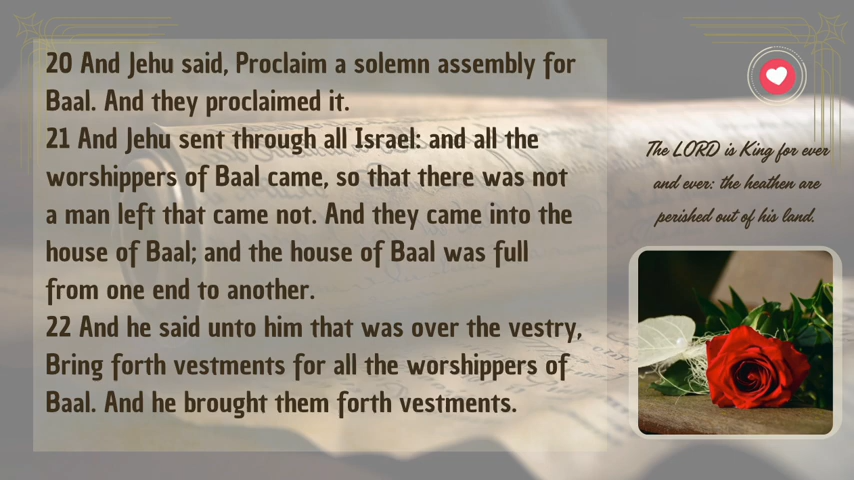 20 And Jehu said, Proclaim a solemn assembly for
Baal. And they proclaimed it.
21 And Jehu sent through all Israel: and all the
worshippers of Baal came, so that there was not
a man left that came not. And they came into the
house of Baal; and the house of Baal was full
from one end to another.
22 And he said unto him that was over the vestry,
Bring forth vestments for all the worshippers of
Baal. And he brought them forth vestments.
The LORD is King for ever
and ever: the heathen are
perished out of his land.